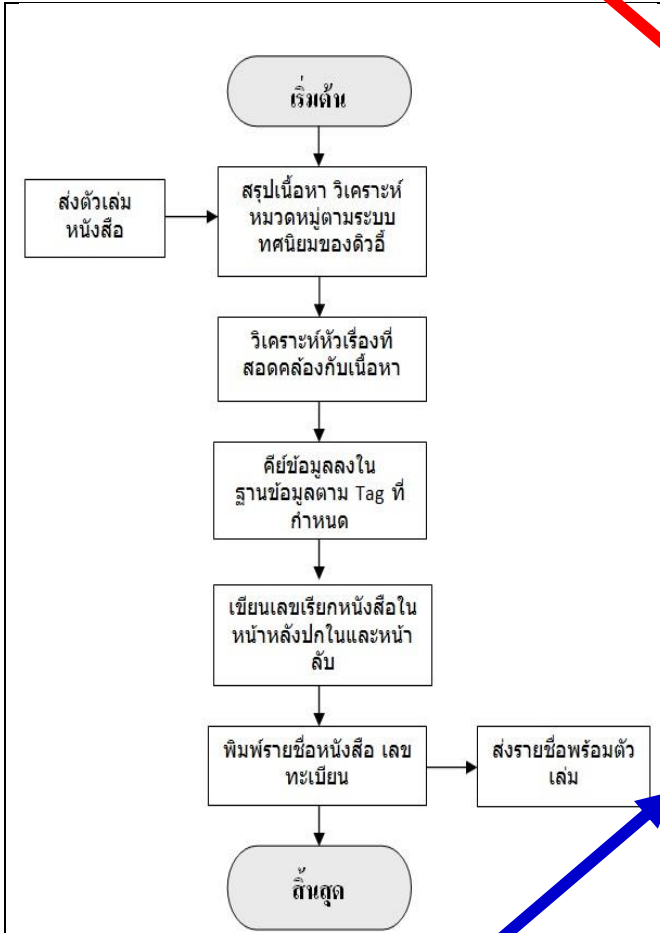 เริ่มต้น
ส่งตัวเล่ม
หนังสือ
สรุปเนื้อหา วิเคราะห์
หมวดหมู่ตามระบบ
ทศนิยมของดิวอี้
วิเคราะห์หัวเรื่องที่
สอดคล้องกับเนื้อหา
คีย์ข้อมูลลงใน
ฐานข้อมูลตาม Tag ที่
กำหนด
เขียนเลขเรียกหนังสือใน
หน้าหลังปกในและหน้า
ลับ
พิมพ์รายชื่อหนังสือ เลข
ทะเบียน
ส่งรายชื่อพร้อมตัว
เล่ม
สิ้นสุด